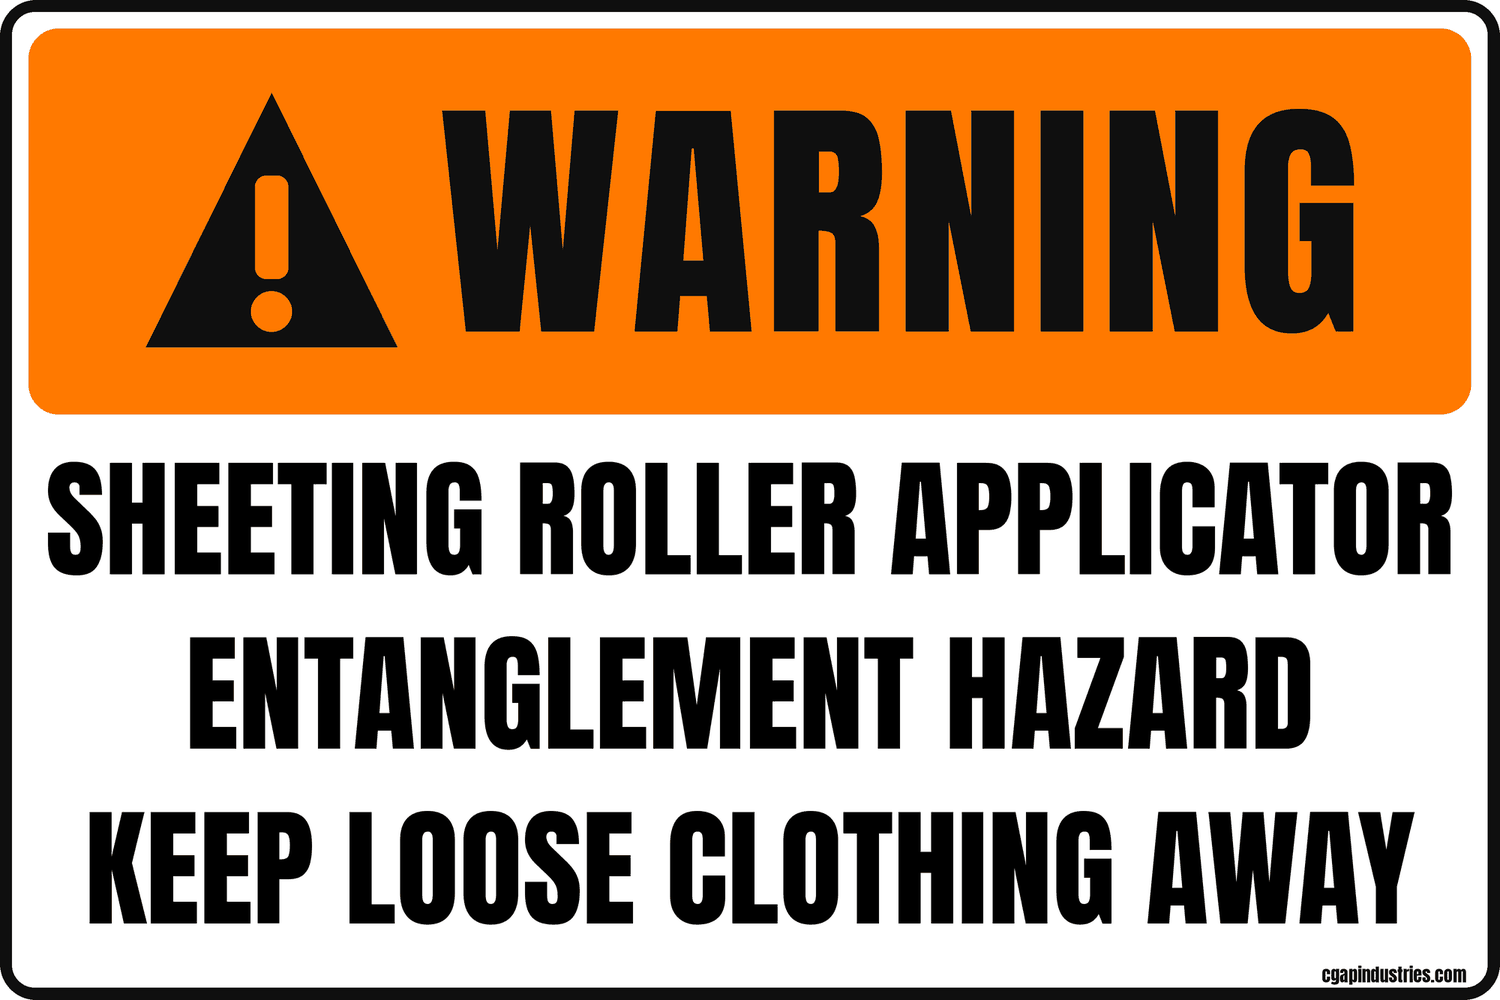 WARNING
SHEETING ROLLER APPLICATOR
ENTANGLEMENT HAZARD
KEEP LOOSE CLOTHING AWAY
cgapindustries.com